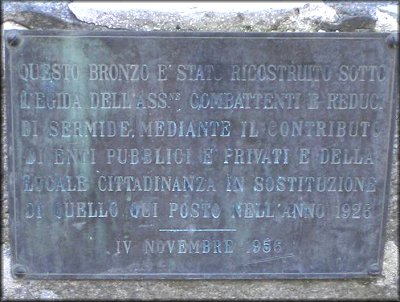 QUESTO BRONZO E' STATO RICOSTRUITO SOTTO
L'EGIDA DELL'ASS.NE COMBATTENTI E REDUCI
DI SERMIDE, MEDIANTE IL CONTRIBUTO
DI ENTI PUBBLICI E PRIVATI E DELLA
LOCALE CITTADINANZA IN SOSTITUZIONE
DI QUELLO QUI POSTO NELL'ANNO 1926
IV NOVEMBRE 1956